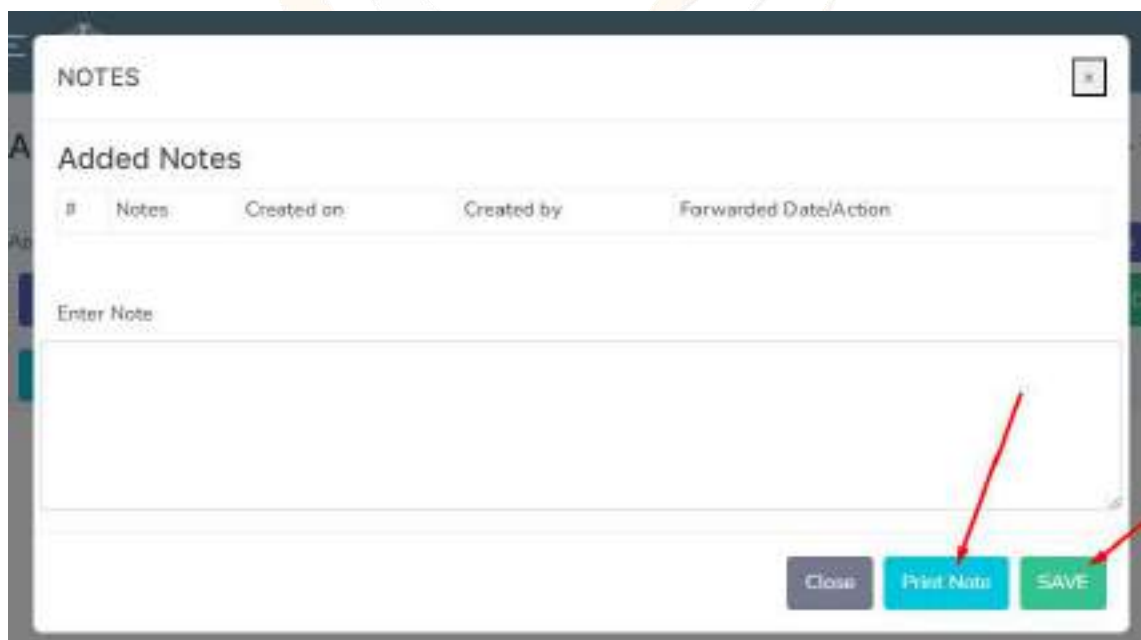 NOTES
Added Notes
# Notes Created on Created by Forwarded Date/Action
Enter Note
Close Print Note SAVE